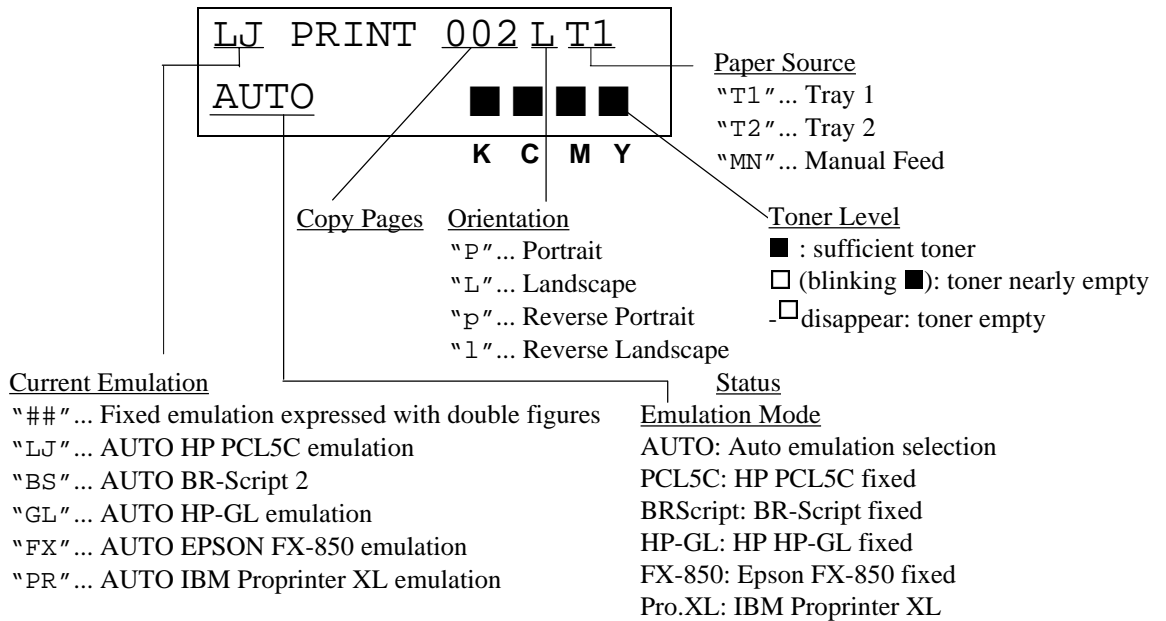 LJ PRINT 002 L T1
AUTO ■ ■ ■ ■
K C M Y
Paper Source
"T1"... Tray 1
"T2"... Tray 2
"MN"... Manual Feed
Copy Pages
Orientation
"P"... Portrait
"L"... Landscape
"p"... Reverse Portrait
"l"... Reverse Landscape
Toner Level
■ : sufficient toner
□ (blinking ■): toner nearly empty
-□disappear: toner empty
Current Emulation
"##"... Fixed emulation expressed with double figures
"LJ"... AUTO HP PCL5C emulation
"BS"... AUTO BR-Script 2
"GL"... AUTO HP-GL emulation
"FX"... AUTO EPSON FX-850 emulation
"PR"... AUTO IBM Proprinter XL emulation
Status
Emulation Mode
AUTO: Auto emulation selection
PCL5C: HP PCL5C fixed
BRScript: BR-Script fixed
HP-GL: HP HP-GL fixed
FX-850: Epson FX-850 fixed
Pro.XL: IBM Proprinter XL